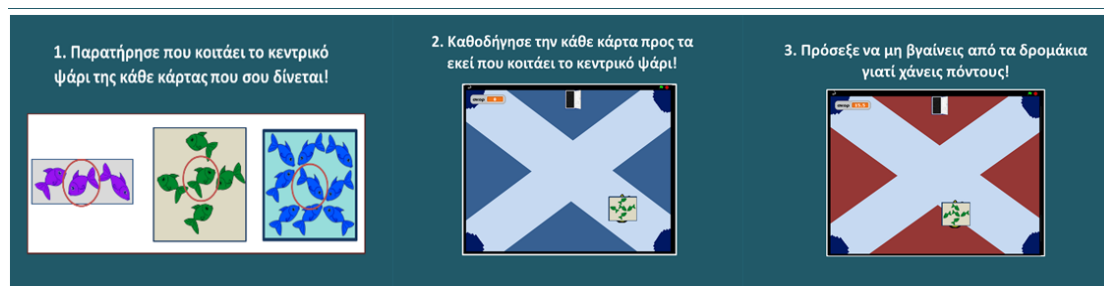 1. Παρατήρησε που κοιτάει το κεντρικό
ψάρι της κάθε κάρτας που σου δίνεται!
2. Καθοδήγησε την κάθε κάρτα προς τα
εκεί που κοιτάει το κεντρικό ψάρι!
3. Πρόσεξε να μη βγαίνεις από τα δρομάκια
γιατί χάνεις πόντους!